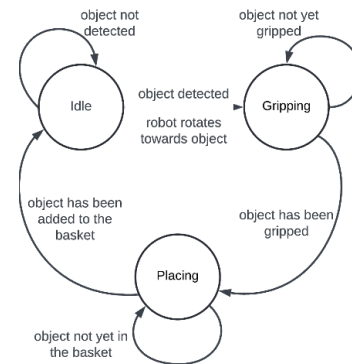 object not
detected
object not yet
gripped
Idle
object detected
robot rotates
towards object
Gripping
object has been
added to the
basket
object has been
gripped
Placing
object not yet in
the basket